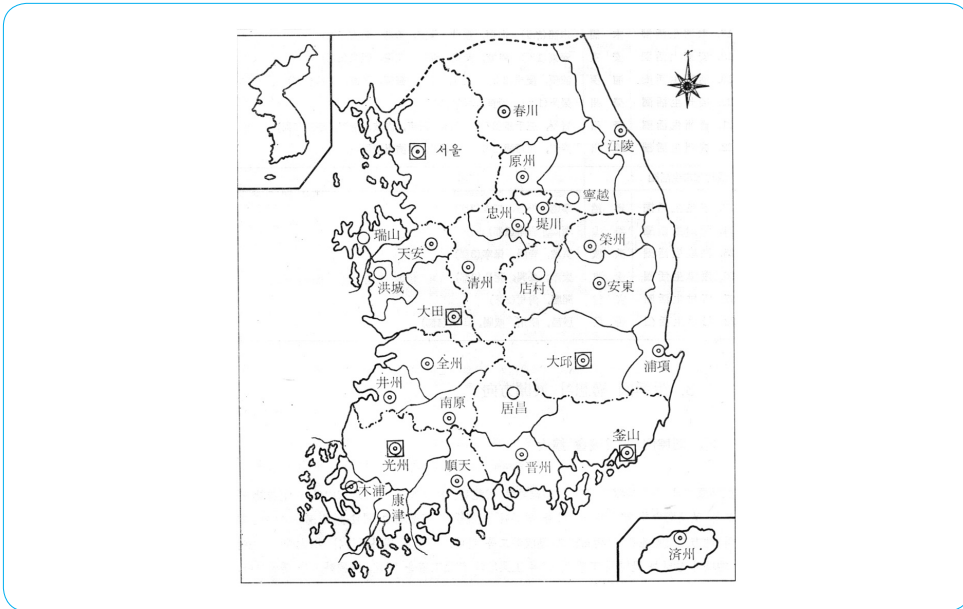 春川
江陵
서울
原州
寧越
忠州
堤川
瑞山
天安
榮州
清州
洪城
店村
安東
大田
大邱
浦項
全州
井州
南原
居昌
釜山
光州
順天
晋州
木浦
康津
済州